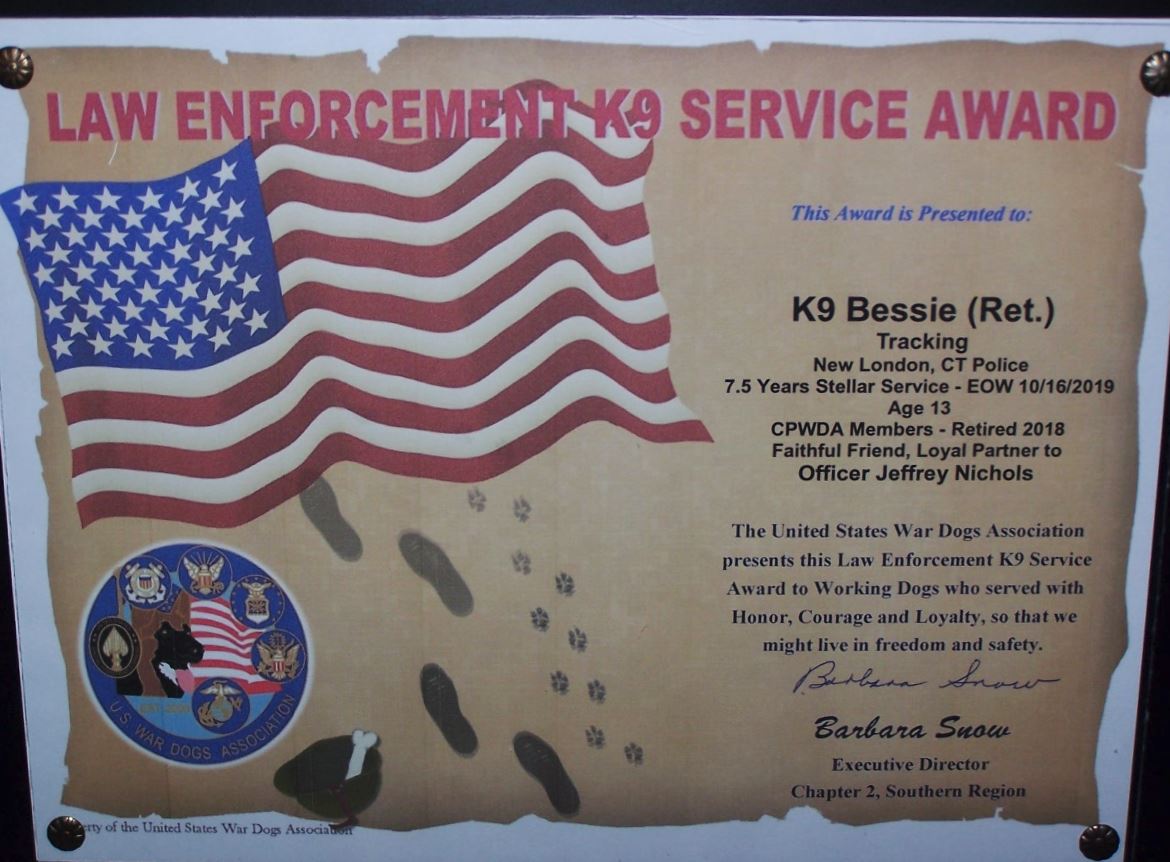 LAW ENFORCEMENT K9 SERVICE AWARD
This Award is Presented to:
K9 Bessie (Ret.)
Tracking
New London, CT Police
7.5 Years Stellar Service - EOW 10/16/2019
Age 13
CPWDA Members - Retired 2018
Faithful Friend, Loyal Partner to
Officer Jeffrey Nichols
The United States War Dogs Association
presents this Law Enforcement K9 Service
Award to Working Dogs who served with
Honor, Courage and Loyalty, so that we
might live in freedom and safety.
Barbara Snow
Barbara Snow
Executive Director
Chapter 2, Southern Region
U.S. WAR DOGS ASSOCIATION
erty of the United States War Dogs Association